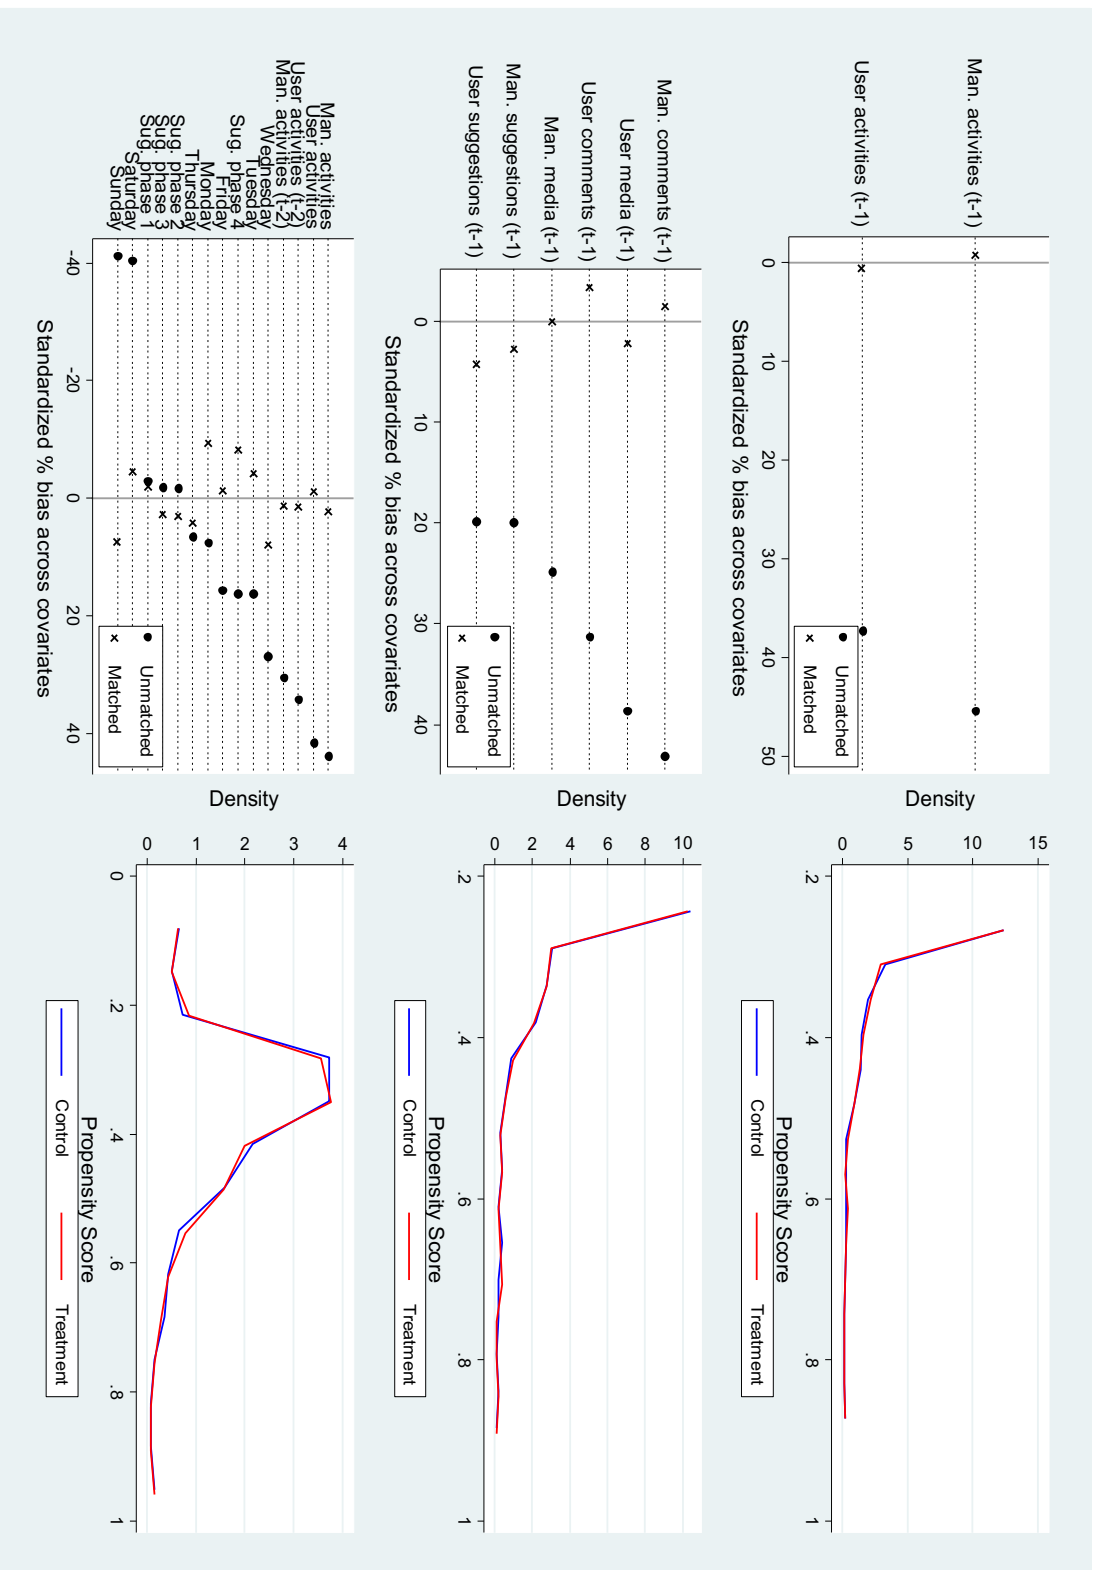 Man. activities (t-1)
User activities (t-1)
0 10 20 30 40 50
Standardized % bias across covariates
Unmatched
Matched
Density
0 5 10 15
.2 .4 .6 .8 1
Propensity Score
Control Treatment
Man. comments (t-1)
User media (t-1)
User comments (t-1)
Man. media (t-1)
Man. suggestions (t-1)
User suggestions (t-1)
0 10 20 30 40
Standardized % bias across covariates
Unmatched
Matched
Density
0 2 4 6 8 10
.2 .4 .6 .8 1
Propensity Score
Control Treatment
Man. activities
User activities
User activities (t-2)
Man. activities (t-2)
Wednesday
Tuesday
Sug. phase 4
Friday
Monday
Thursday
Sug. phase 2
Sug. phase 3
Sug. phase 1
Saturday
Sunday
-40 -20 0 20 40
Standardized % bias across covariates
Unmatched
Matched
Density
0 1 2 3 4
0 .2 .4 .6 .8 1
Propensity Score
Control Treatment